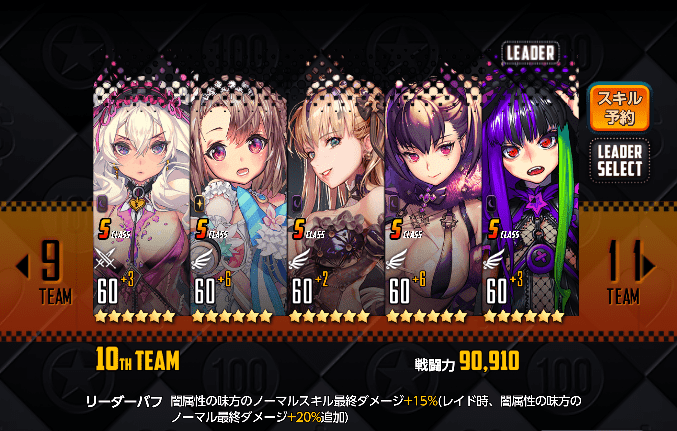 LEADER
スキル
予約
LEADER
SELECT
S CLASS
S CLASS
S CLASS
S CLASS
S CLASS
60 +3
60 +6
60 +2
60 +6
60 +3
9
TEAM
11
TEAM
10TH TEAM
戦闘力 90,910
リーダーバフ 闇属性の味方のノーマルスキル最終ダメージ+15%(レイド時、闇属性の味方の
ノーマル最終ダメージ+20%追加)